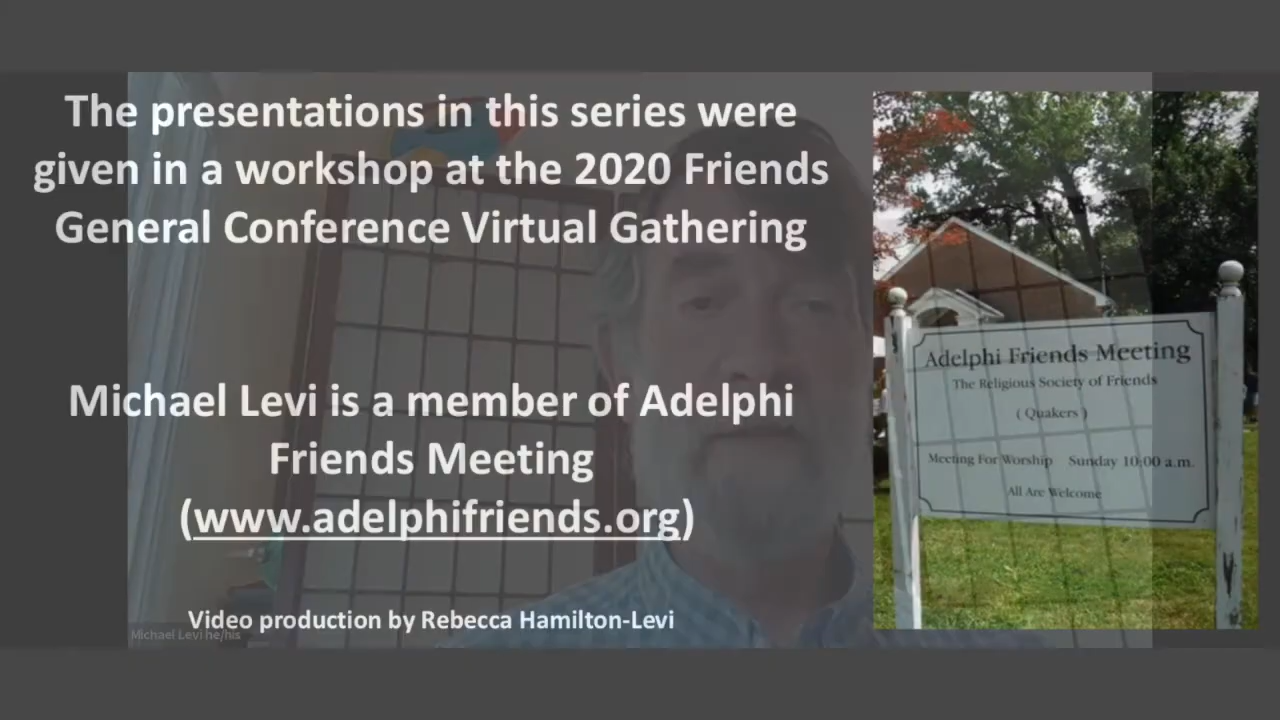 The presentations in this series were
given in a workshop at the 2020 Friends
General Conference Virtual Gathering
Michael Levi is a member of Adelphi
Friends Meeting
(www.adelphifriends.org)
Video production by Rebecca Hamilton-Levi
Michael Levi he/his
Adelphi Friends Meeting
The Religious Society of Friends
( Quakers )
Meeting For Worship Sunday 10:00 a.m.
All Are Welcome